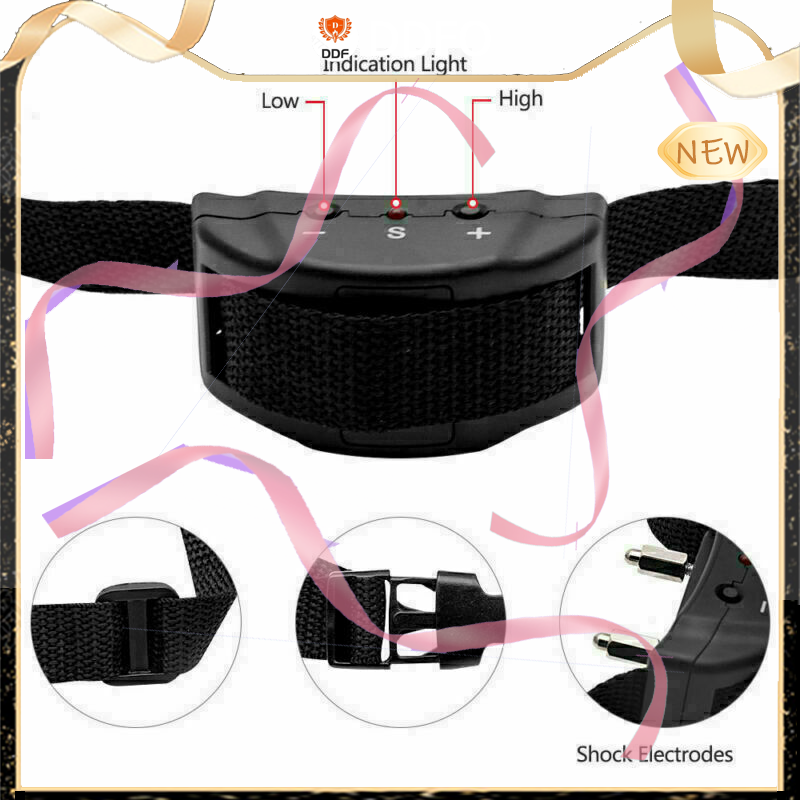 DDF
Indication Light
Low
High
NEW
− S +
Shock Electrodes